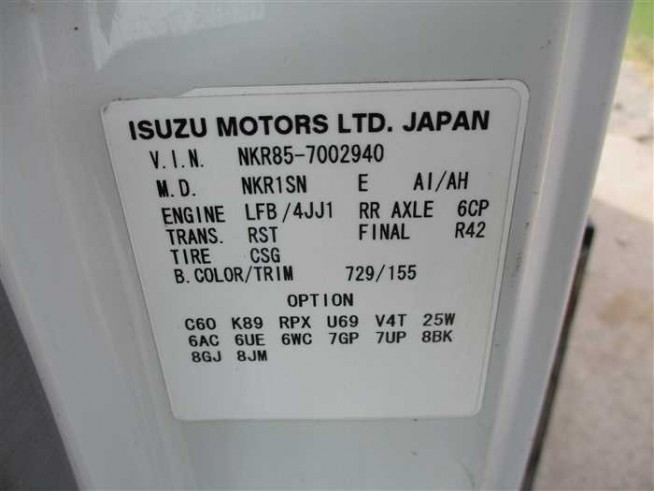 ISUZU MOTORS LTD. JAPAN
V.I.N. NKR85-7002940
M.D. NKR1SN E AI/AH
ENGINE LFB/4JJ1 RR AXLE 6CP
TRANS. RST FINAL R42
TIRE CSG
B.COLOR/TRIM 729/155
OPTION
C60 K89 RPX U69 V4T 25W
6AC 6UE 6WC 7GP 7UP 8BK
8GJ 8JM